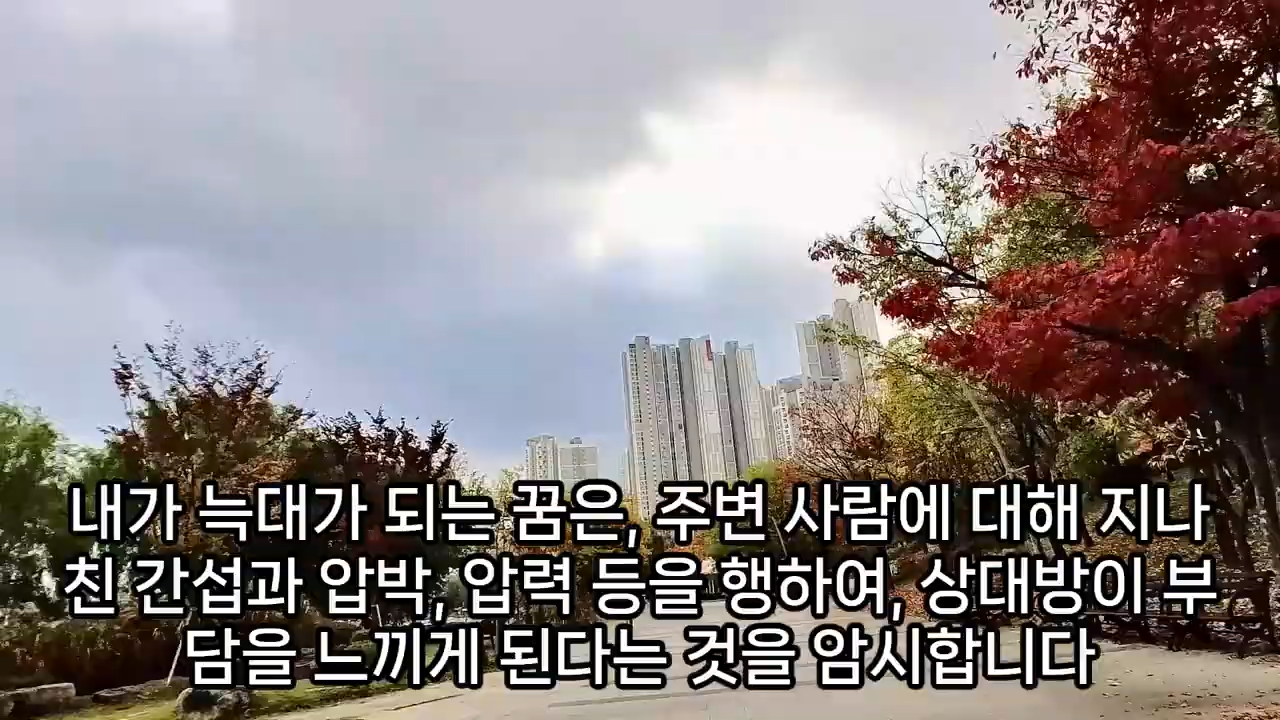 내가 늑대가 되는 꿈은, 주변 사람에 대해 지나
친 간섭과 압박, 압력 등을 행하여, 상대방이 부
담을 느끼게 된다는 것을 암시합니다